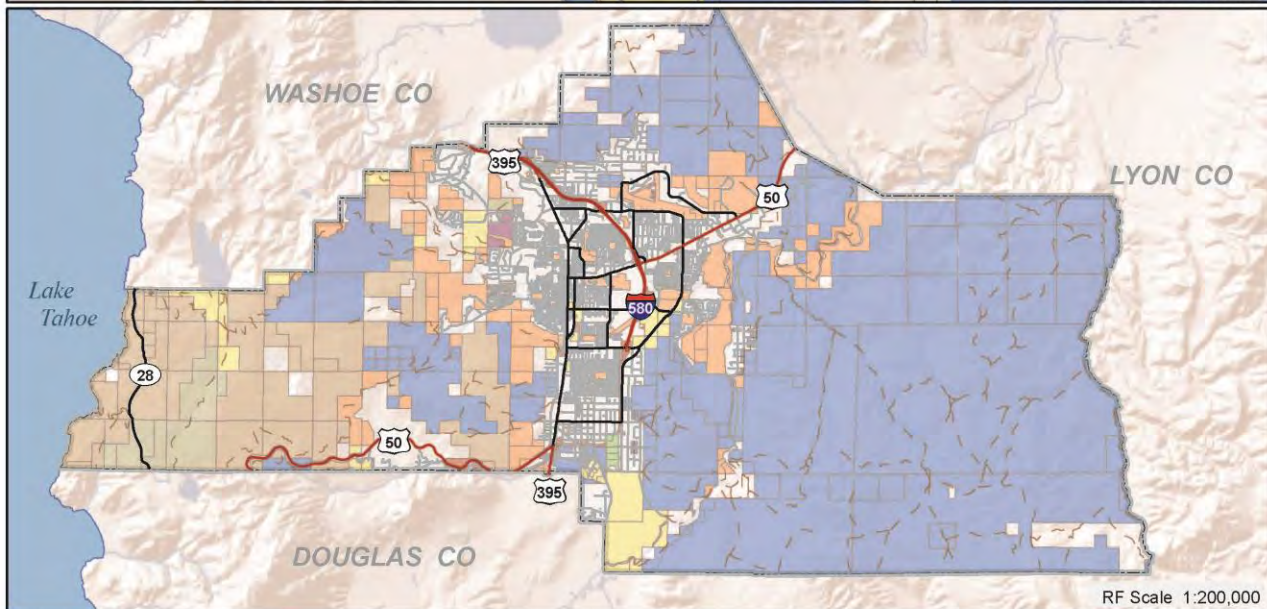 WASHOE CO
395
LYON CO
50
Lake
Tahoe
580
28
50
395
DOUGLAS CO
RF Scale 1:200,000